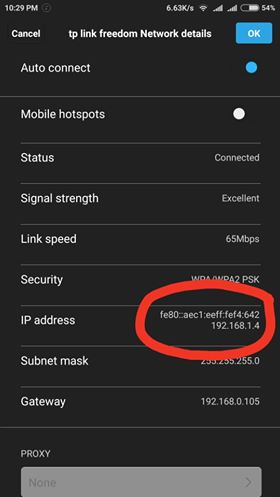 10:29 PM 6.63K/s 54%
Cancel tp link freedom Network details OK
Auto connect
Mobile hotspots
Status Connected
Signal strength Excellent
Link speed 65Mbps
Security WPA/WPA2 PSK
IP address fe80::aec1:eeff:fef4:642
192.168.1.4
Subnet mask 255.255.255.0
Gateway 192.168.0.105
PROXY
None